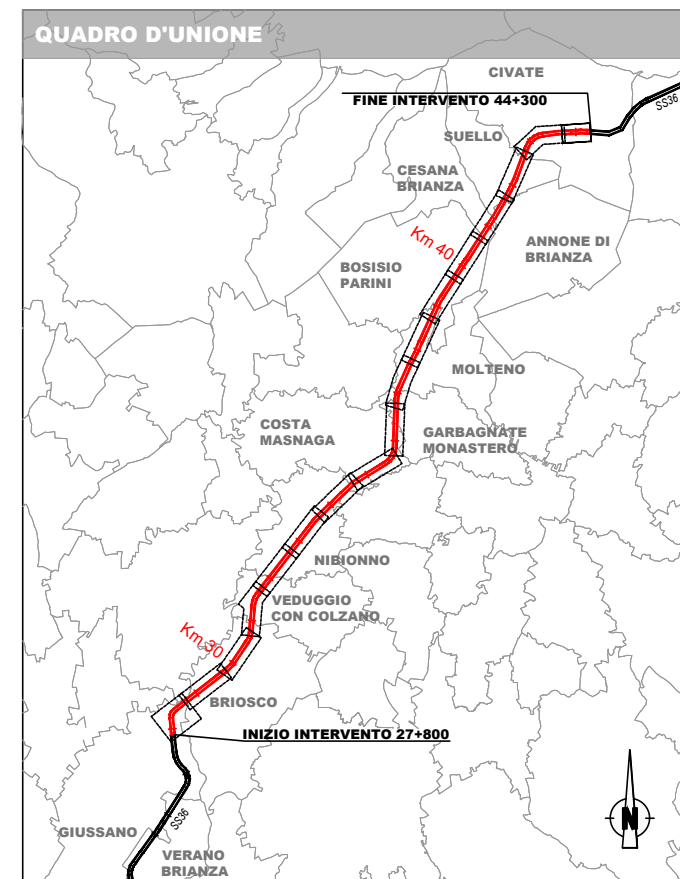 QUADRO D'UNIONE
CIVATE
FINE INTERVENTO 44+300
SS36
SUELLO
CESANA
BRIANZA
Km 40
ANNONE DI
BRIANZA
BOSISIO
PARINI
MOLTENO
COSTA
MASNAGA
GARBAGNATE
MONASTERO
NIBIONNO
VEDUGGIO
CON COLZANO
Km 30
BRIOSCO
INIZIO INTERVENTO 27+800
SS36
GIUSSANO
VERANO
BRIANZA
N